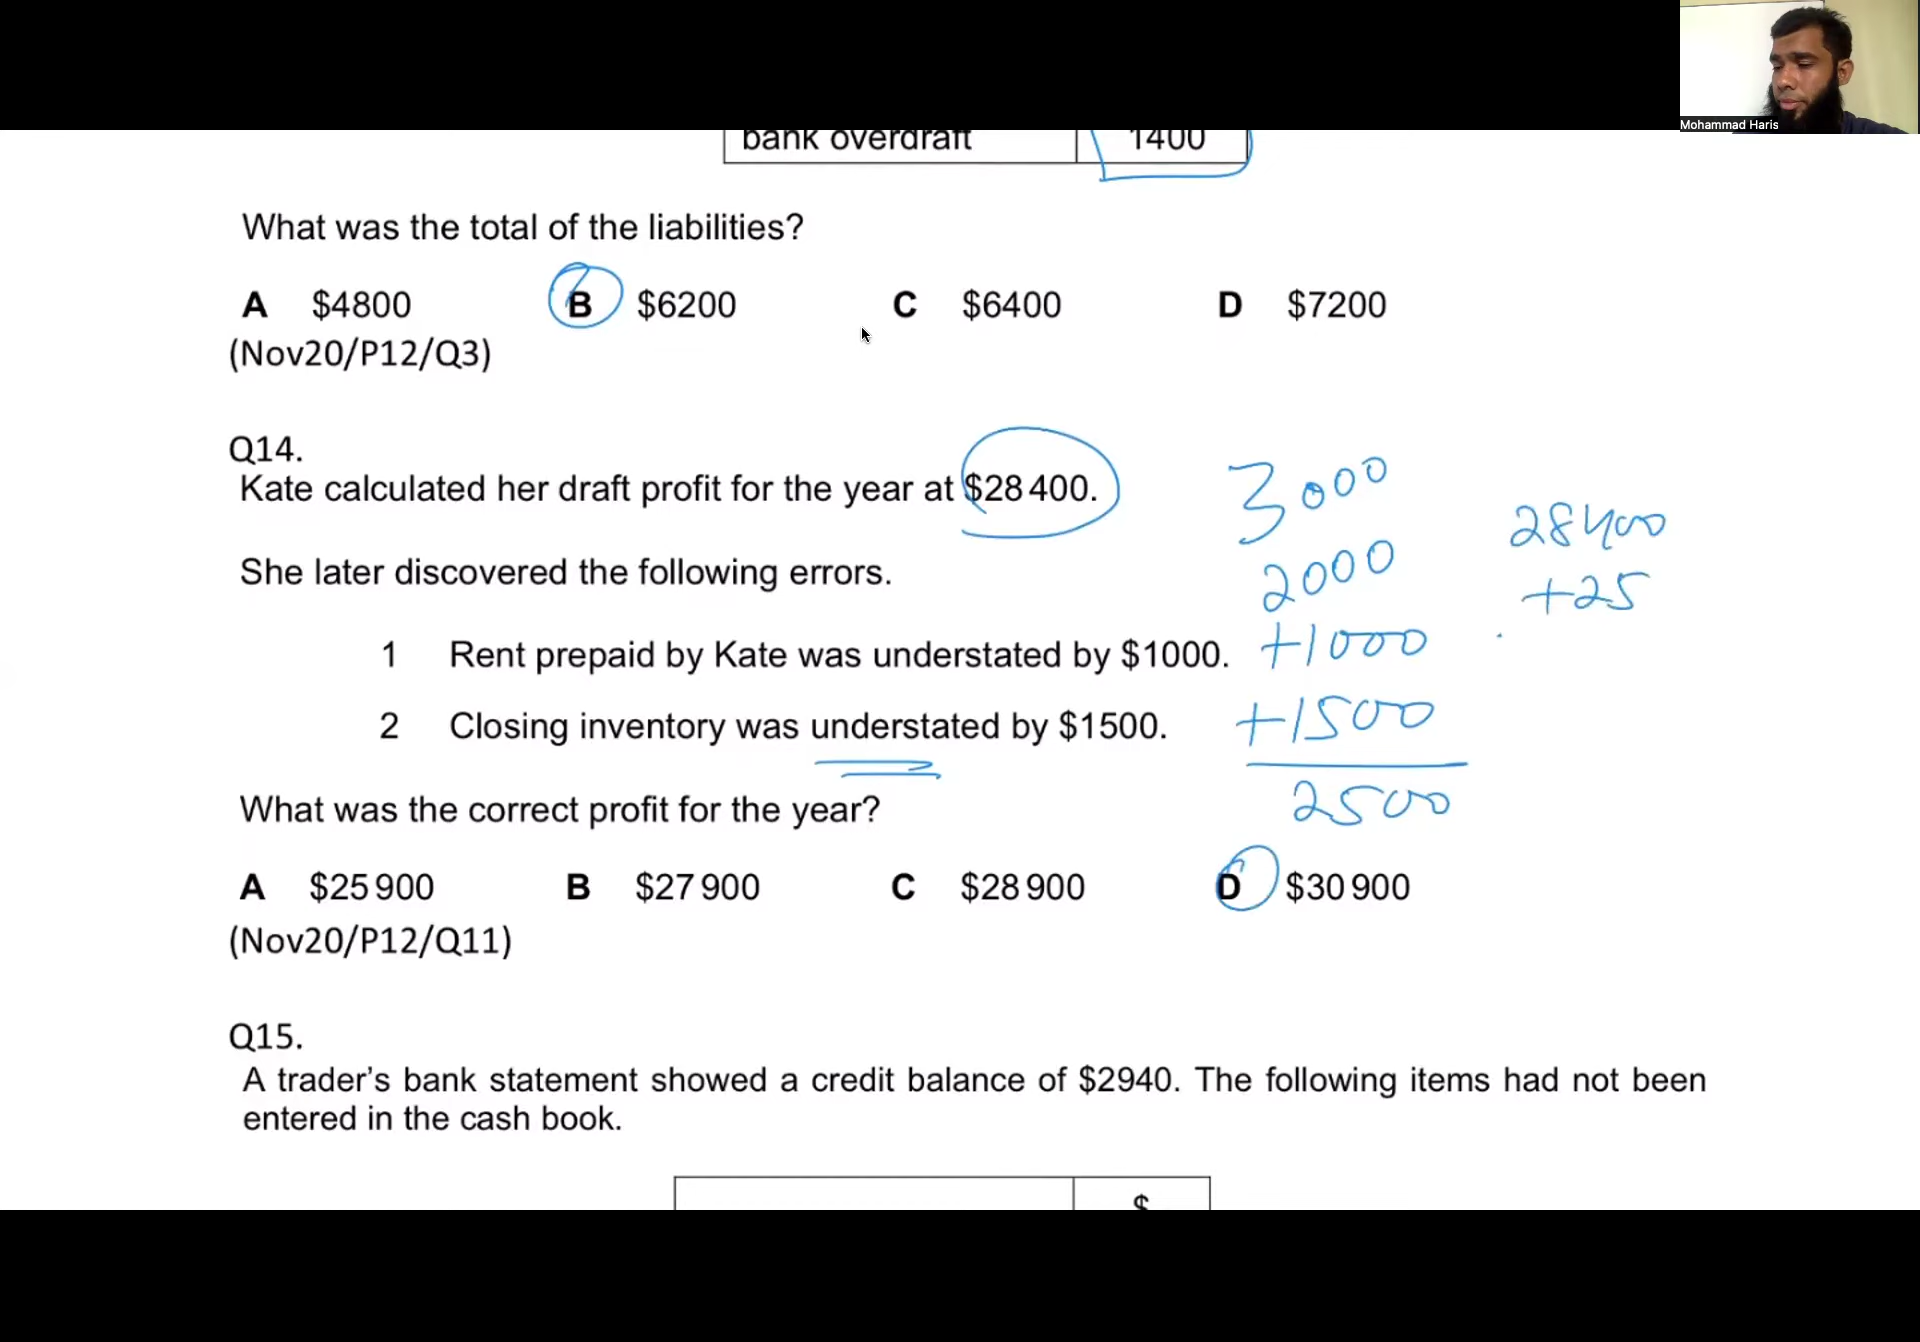 Mohammad Haris
bank overdraft 1400
What was the total of the liabilities?
A $4800 B $6200 C $6400 D $7200
(Nov20/P12/Q3)
Q14.
Kate calculated her draft profit for the year at $28 400.
3000
28400
She later discovered the following errors.
2000
+25
1 Rent prepaid by Kate was understated by $1000. +1000
2 Closing inventory was understated by $1500. +1500
What was the correct profit for the year? 2500
A $25 900 B $27 900 C $28 900 D $30 900
(Nov20/P12/Q11)
Q15.
A trader’s bank statement showed a credit balance of $2940. The following items had not been
entered in the cash book.
$